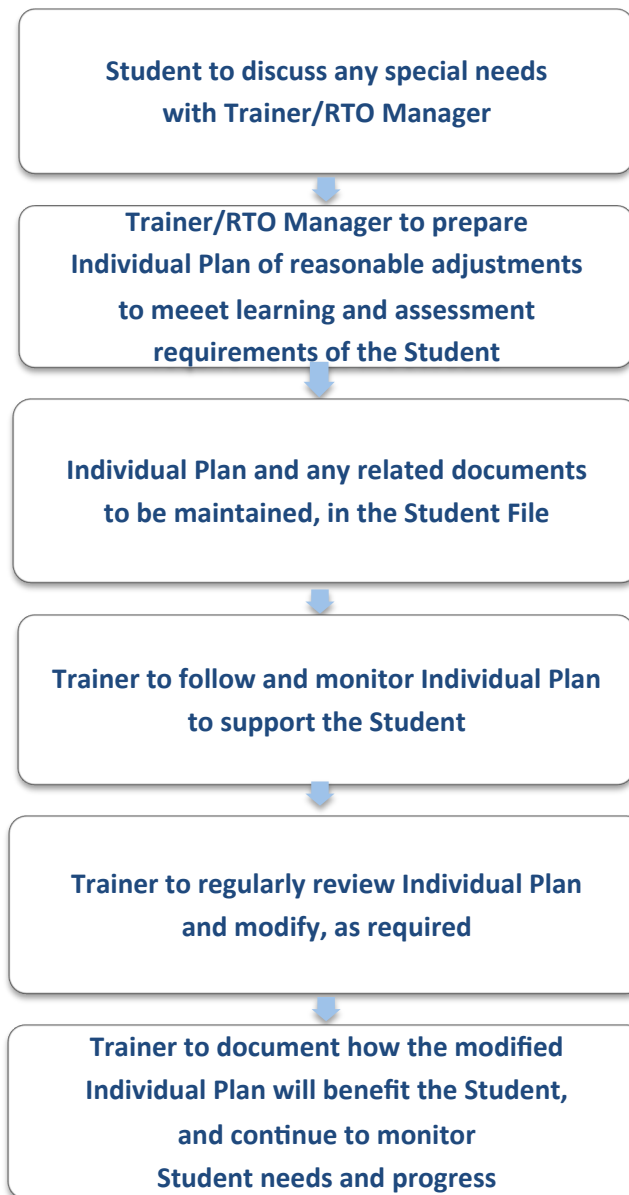 Student to discuss any special needs
with Trainer/RTO Manager
Trainer/RTO Manager to prepare
Individual Plan of reasonable adjustments
to meeet learning and assessment
requirements of the Student
Individual Plan and any related documents
to be maintained, in the Student File
Trainer to follow and monitor Individual Plan
to support the Student
Trainer to regularly review Individual Plan
and modify, as required
Trainer to document how the modified
Individual Plan will benefit the Student,
and continue to monitor
Student needs and progress